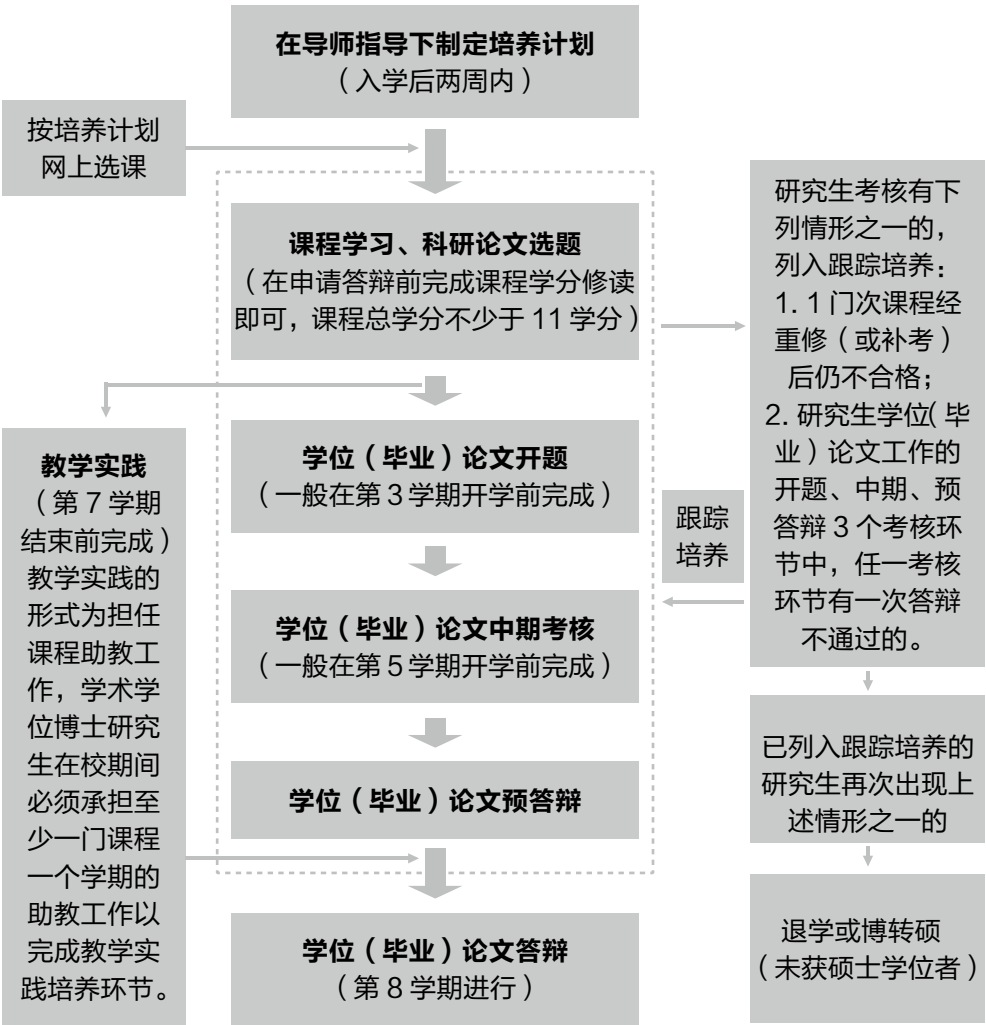 在导师指导下制定培养计划
（入学后两周内）
按培养计划
网上选课
课程学习、科研论文选题
（在申请答辩前完成课程学分修读
即可，课程总学分不少于 11 学分）
学位（毕业）论文开题
（一般在第 3 学期开学前完成）
学位（毕业）论文中期考核
（一般在第 5 学期开学前完成）
学位（毕业）论文预答辩
学位（毕业）论文答辩
（第 8 学期进行）
教学实践
（第 7 学期
结束前完成）
教学实践的
形式为担任
课程助教工
作，学术学
位博士研究
生在校期间
必须承担至
少一门课程
一个学期的
助教工作以
完成教学实
践培养环节。
跟踪
培养
研究生考核有下
列情形之一的，
列入跟踪培养：
1. 1 门次课程经
重修（或补考）
后仍不合格；
2. 研究生学位（毕
业）论文工作的
开题、中期、预
答辩 3 个考核环
节中，任一考核
环节有一次答辩
不通过的。
已列入跟踪培养的
研究生再次出现上
述情形之一的
退学或博转硕
（未获硕士学位者）